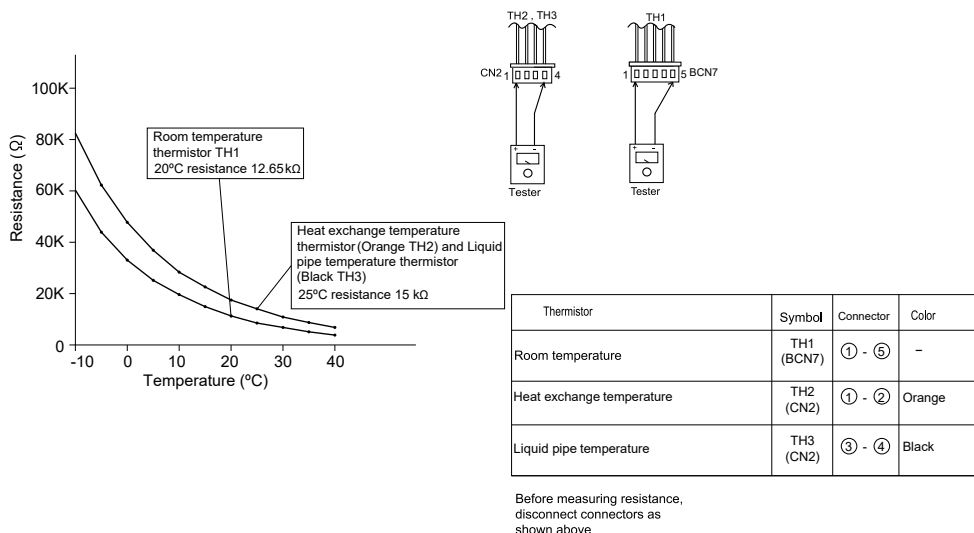 TH2 , TH3
TH1
CN2 1
4
1
5 BCN7
+ -
+ -
Tester
Tester
Resistance (Ω)
100K
80K
60K
40K
20K
0
-10
0
10
20
30
40
Temperature (ºC)
Room temperature
thermistor TH1
20ºC resistance 12.65kΩ
Heat exchange temperature
thermistor(Orange TH2) and Liquid
pipe temperature thermistor
(Black TH3)
25ºC resistance 15 kΩ
Thermistor Symbol Connector Color
Room temperature TH1 (BCN7) ① - ⑤ –
Heat exchange temperature TH2 (CN2) ① - ② Orange
Liquid pipe temperature TH3 (CN2) ③ - ④ Black
Before measuring resistance,
disconnect connectors as
shown above